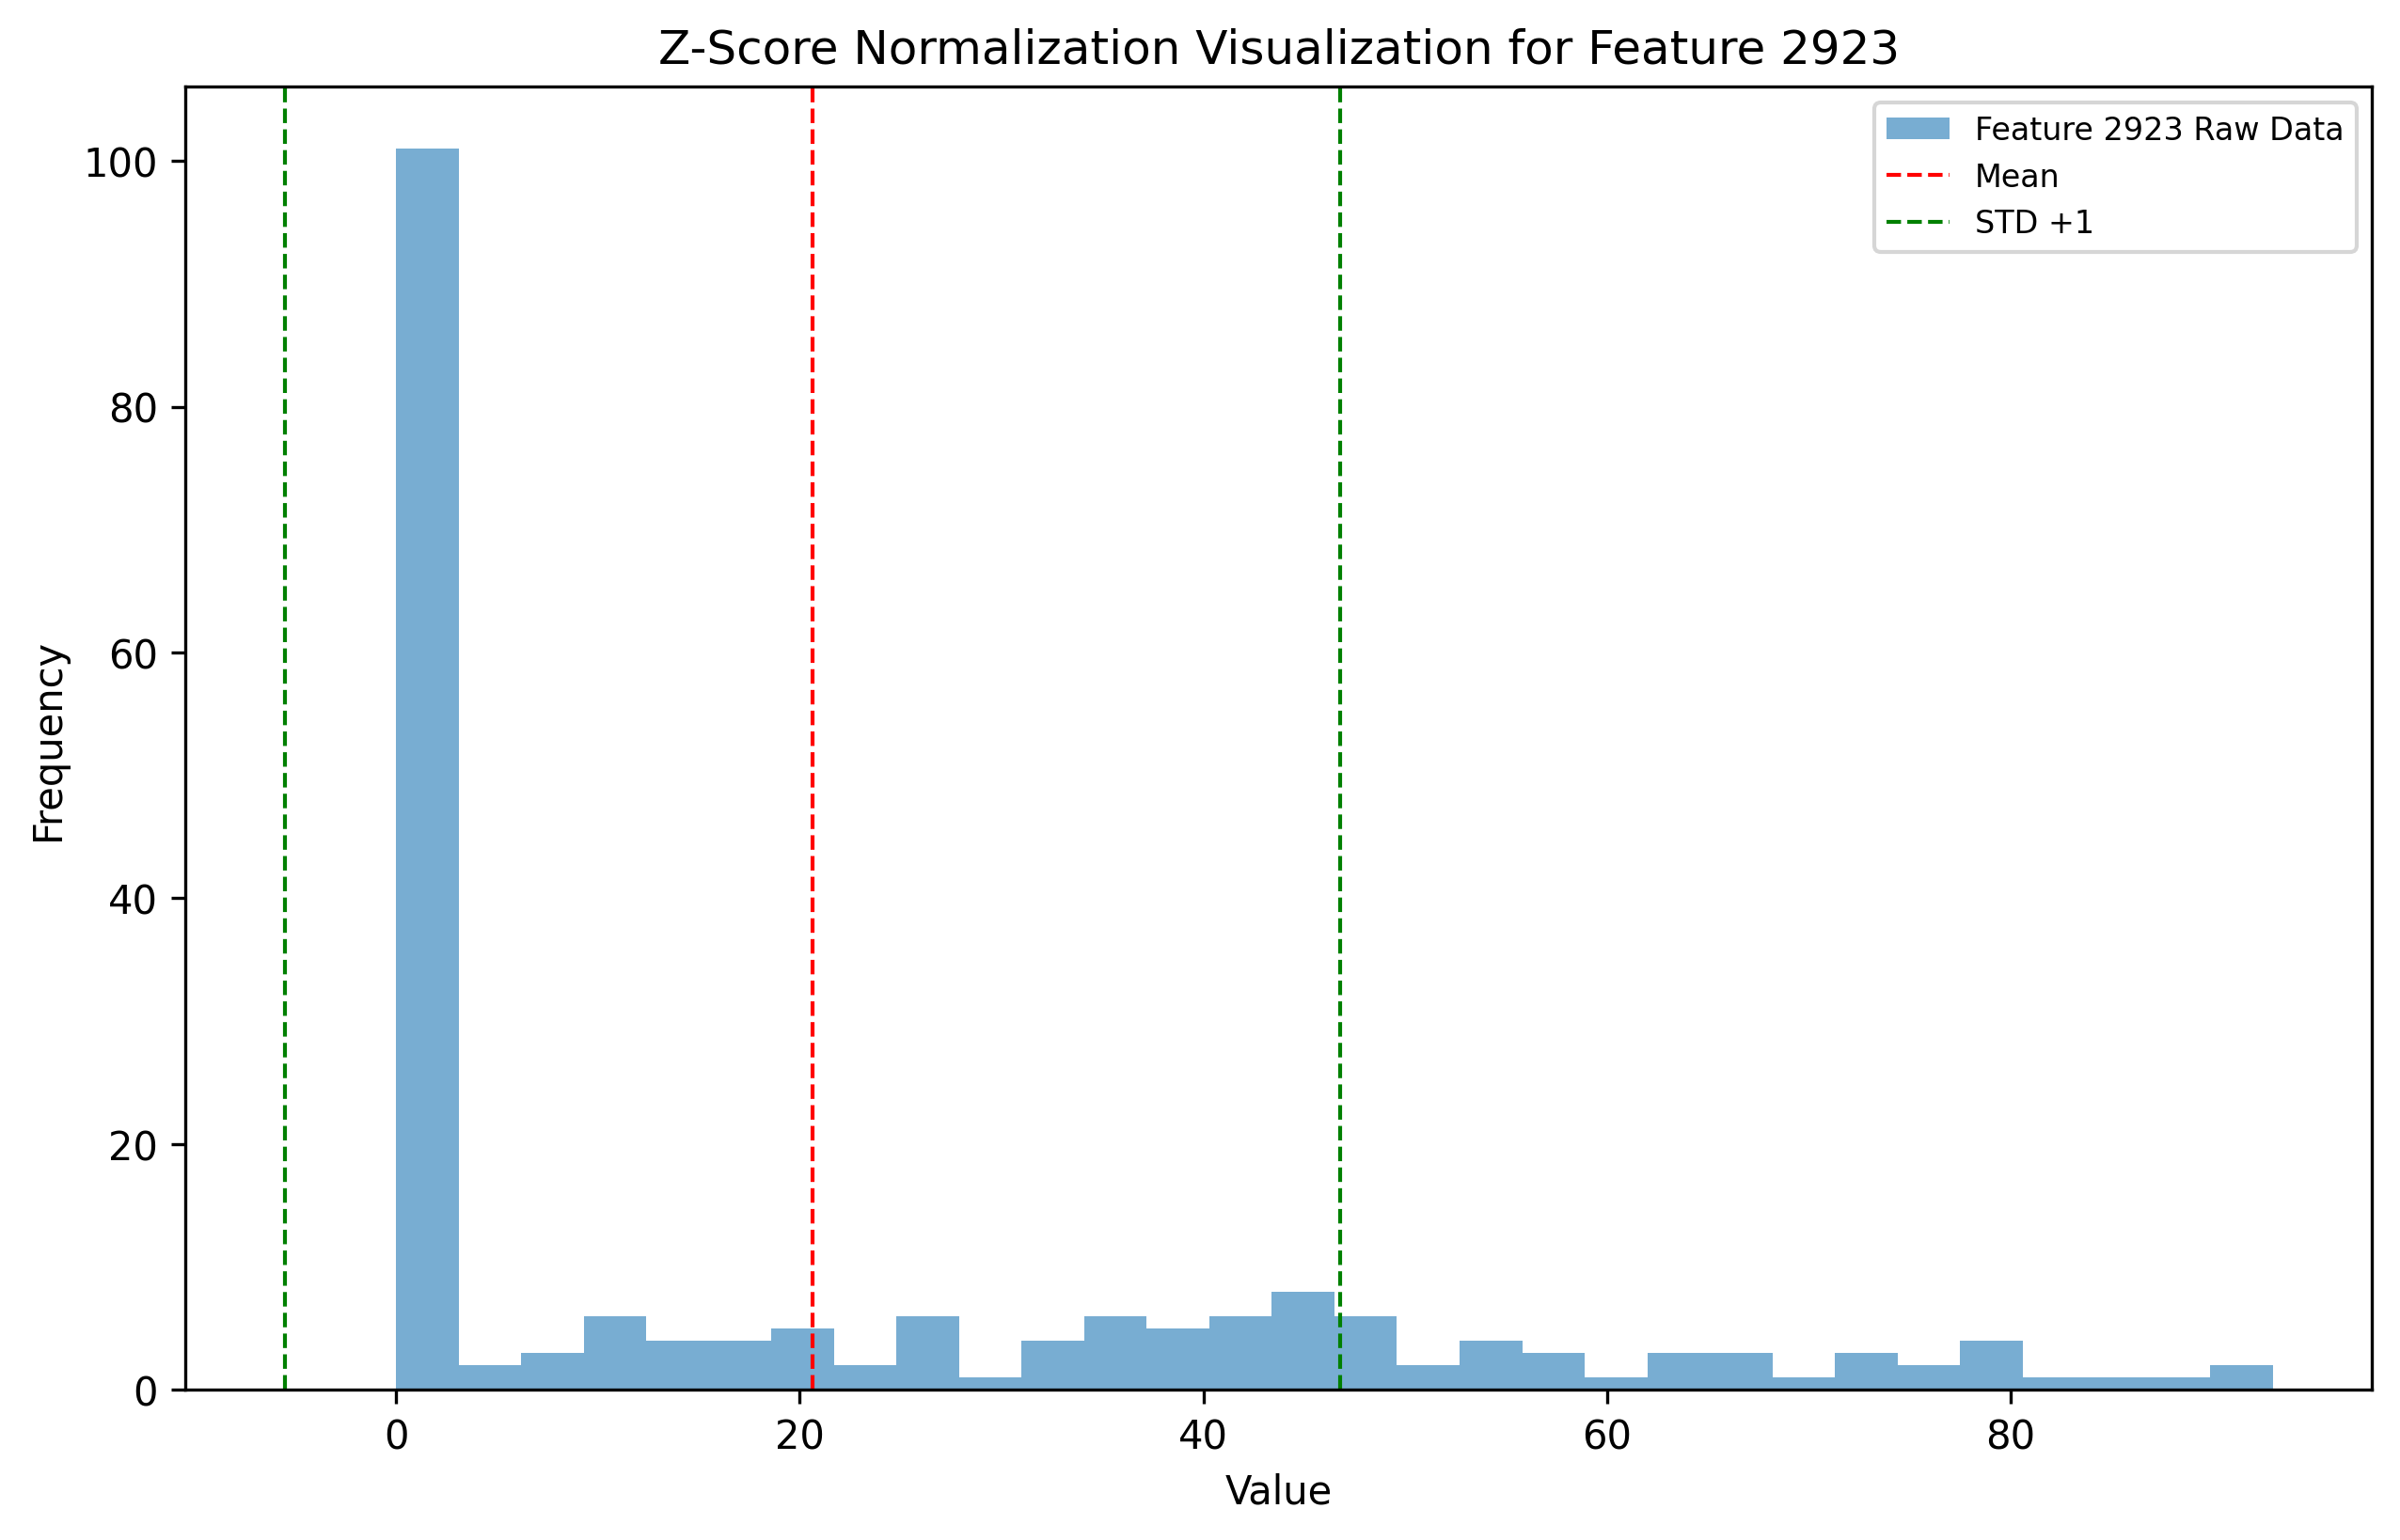 Z-Score Normalization Visualization for Feature 2923
Feature 2923 Raw Data
Mean
STD +1
100
80
60
40
20
0
Frequency
0 20 40 60 80
Value